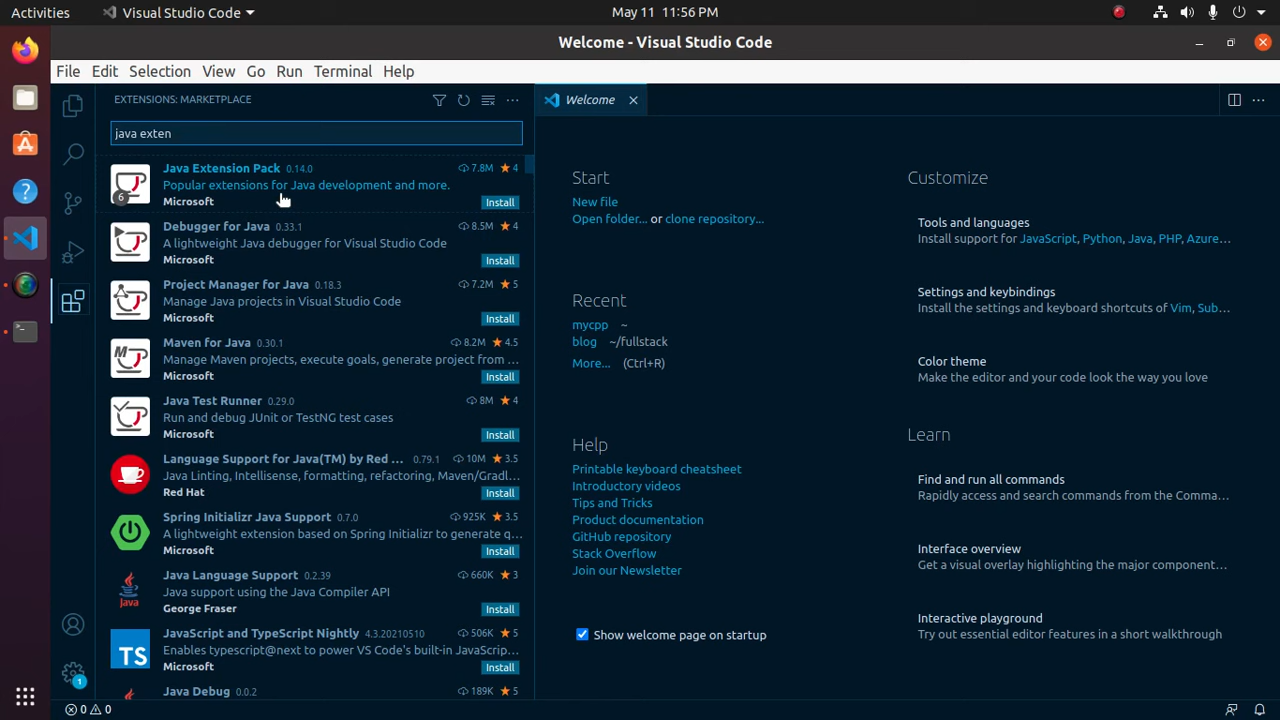 Activities
Visual Studio Code
May 11 11:56 PM
Welcome - Visual Studio Code
File Edit Selection View Go Run Terminal Help
EXTENSIONS: MARKETPLACE
Welcome
java exten
Java Extension Pack 0.14.0 7.8M 4
Popular extensions for Java development and more.
Microsoft Install
6
Debugger for Java 0.33.1 8.5M 4
A lightweight Java debugger for Visual Studio Code
Microsoft Install
Project Manager for Java 0.18.3 7.2M 5
Manage Java projects in Visual Studio Code
Microsoft Install
Maven for Java 0.30.1 8.2M 4.5
Manage Maven projects, execute goals, generate project from ...
Microsoft Install
M
Java Test Runner 0.29.0 8M 4
Run and debug JUnit or TestNG test cases
Microsoft Install
Language Support for Java(TM) by Red ... 0.79.1 10M 3.5
Java Linting, Intellisense, formatting, refactoring, Maven/Gradl...
Red Hat Install
Spring Initializr Java Support 0.7.0 925K 3.5
A lightweight extension based on Spring Initializr to generate q...
Microsoft Install
Java Language Support 0.2.39 660K 3
Java support using the Java Compiler API
George Fraser Install
Java
JavaScript and TypeScript Nightly 4.3.20210510 506K 5
Enables typescript@next to power VS Code's built-in JavaScrip...
Microsoft Install
TS
Java Debug 0.0.2 189K 5
Start
New file
Open folder... or clone repository...
Recent
mycpp ~
blog ~/fullstack
More... (Ctrl+R)
Help
Printable keyboard cheatsheet
Introductory videos
Tips and Tricks
Product documentation
GitHub repository
Stack Overflow
Join our Newsletter
Show welcome page on startup
Customize
Tools and languages
Install support for JavaScript, Python, Java, PHP, Azure...
Settings and keybindings
Install the settings and keyboard shortcuts of Vim, Sub...
Color theme
Make the editor and your code look the way you love
Learn
Find and run all commands
Rapidly access and search commands from the Comma...
Interface overview
Get a visual overlay highlighting the major component...
Interactive playground
Try out essential editor features in a short walkthrough
1
0 0